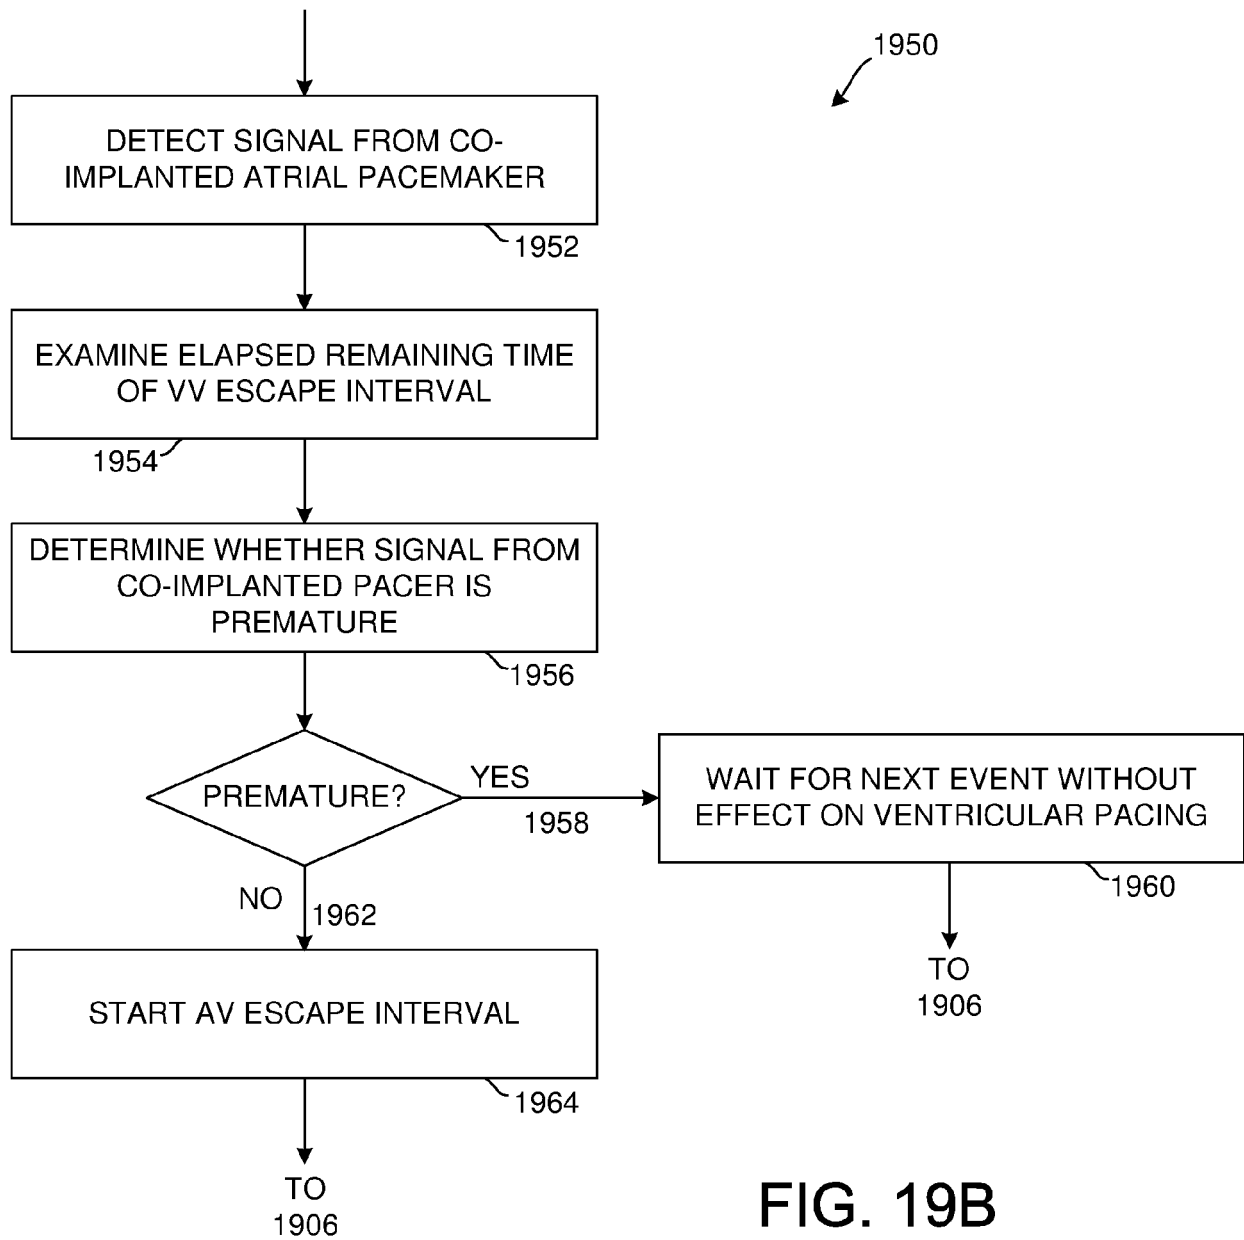 1950
DETECT SIGNAL FROM CO-
IMPLANTED ATRIAL PACEMAKER
1952
EXAMINE ELAPSED REMAINING TIME
OF VV ESCAPE INTERVAL
1954
DETERMINE WHETHER SIGNAL FROM
CO-IMPLANTED PACER IS
PREMATURE
1956
PREMATURE?
YES
1958
WAIT FOR NEXT EVENT WITHOUT
EFFECT ON VENTRICULAR PACING
1960
TO
1906
NO
1962
START AV ESCAPE INTERVAL
1964
TO
1906
FIG. 19B